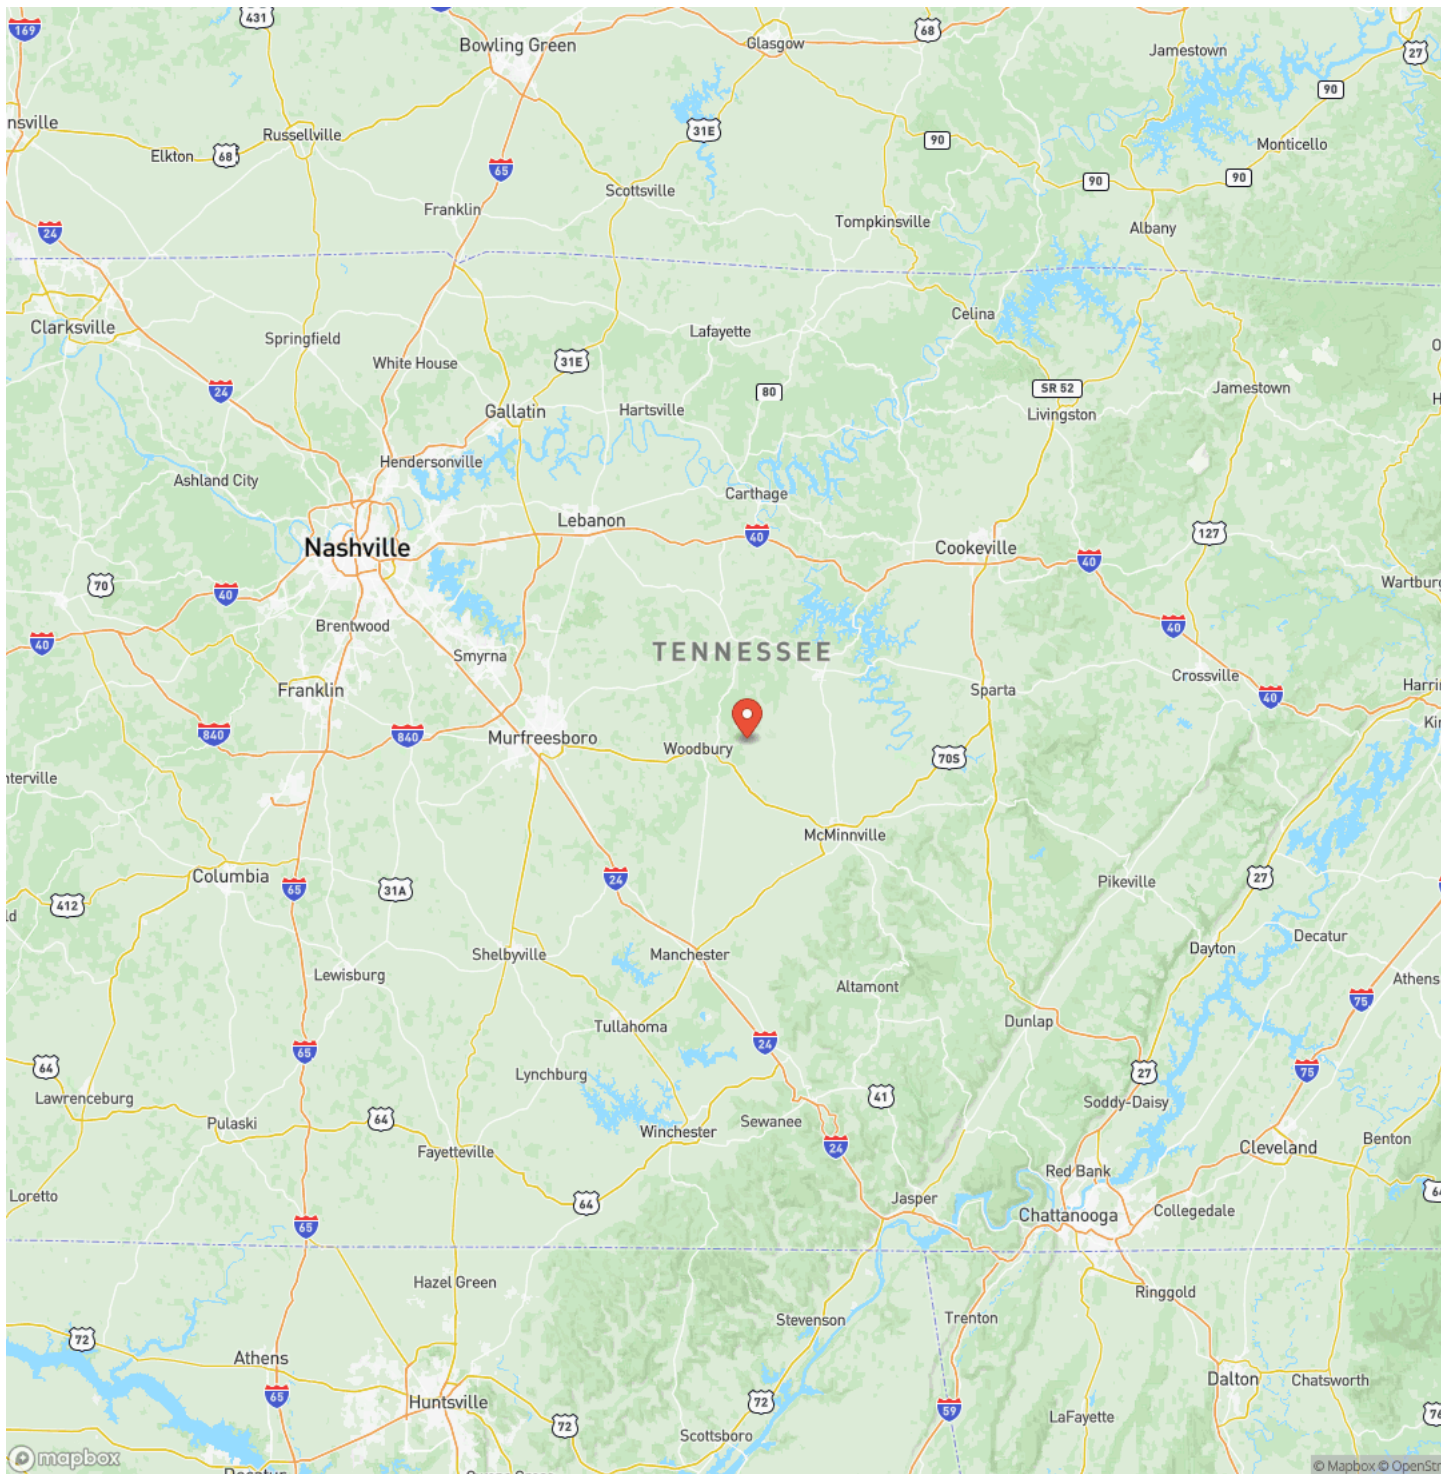 431
169
Bowling Green
Glasgow
68
Jamestown
27
90
nsville
Russellville
31E
90
Elkton
68
65
Monticello
90
90
Scottsville
Franklin
Tompkinsville
Albany
24
Clarksville
Springfield
Lafayette
Celina
White House
31E
24
80
SR 52
Jamestown
Gallatin
Hartsville
Livingston
Hendersonville
Ashland City
Carthage
Lebanon
40
127
Nashville
Cookeville
40
70
40
Wartburg
Brentwood
40
40
TENNESSEE
Smyrna
Crossville
Franklin
Sparta
40
Harri
Kin
840
840
Murfreesboro
Woodbury
70S
nterville
McMinnville
Columbia
65
31A
24
Pikeville
27
412
ld
Decatur
Shelbyville
Manchester
Dayton
Lewisburg
Altamont
Athens
75
Tullahoma
Dunlap
65
24
64
Lynchburg
27
75
Lawrenceburg
41
Soddy-Daisy
Pulaski
64
Sewanee
Winchester
24
Fayetteville
Cleveland
Benton
Red Bank
Loretto
64
Jasper
64
Collegedale
Chattanooga
65
Hazel Green
Ringgold
Stevenson
Trenton
72
Athens
Dalton
Chatsworth
65
Huntsville
72
72
59
LaFayette
76
Scottsboro
mapbox
Decatur
© Mapbox © OpenStr